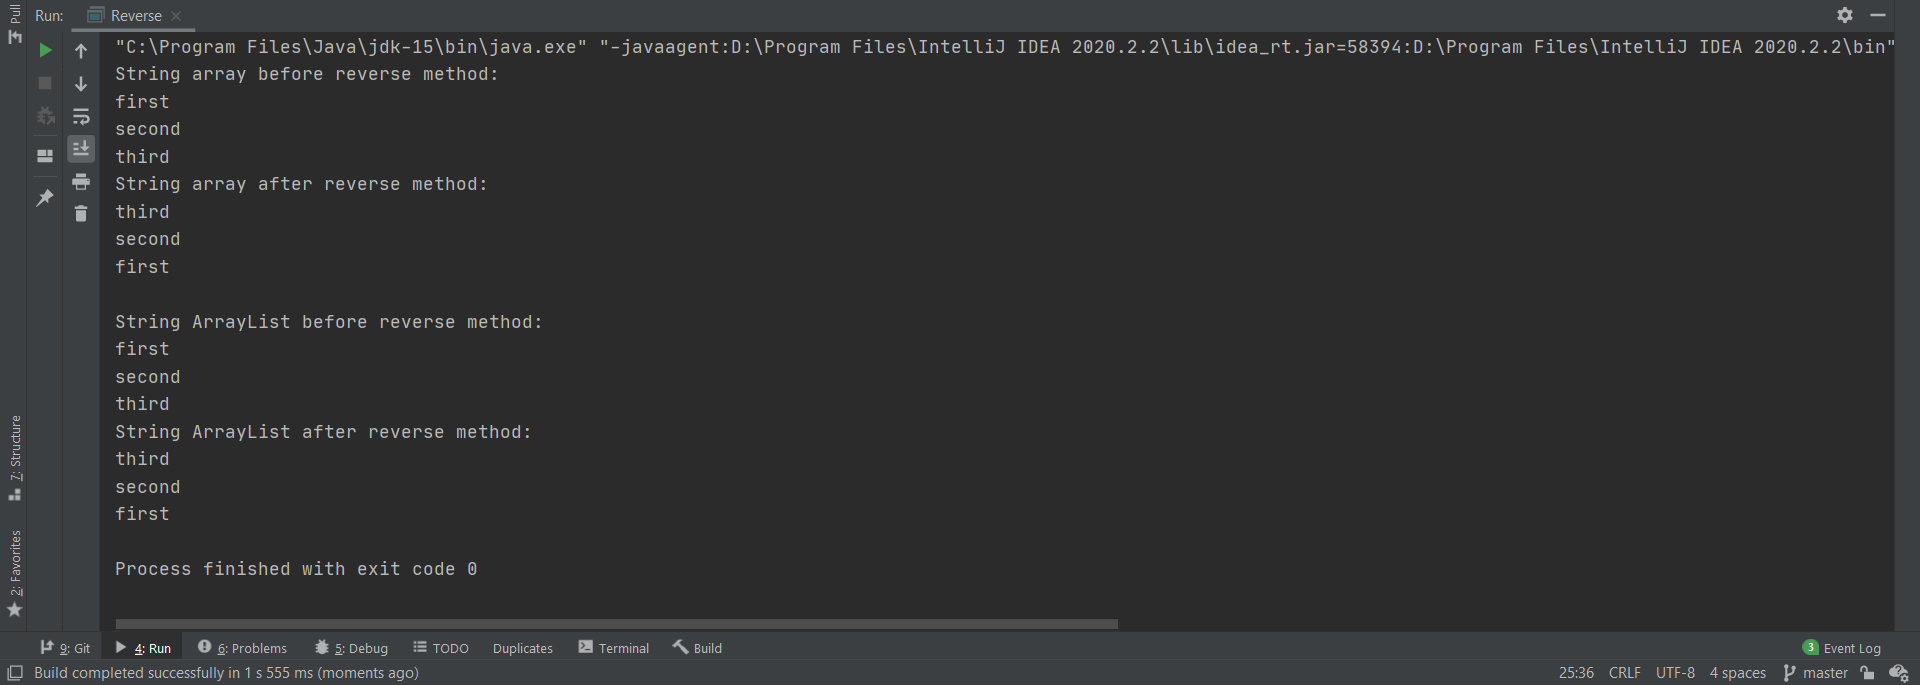 Pull
Run: Reverse
"C:\Program Files\Java\jdk-15\bin\java.exe" "-javaagent:D:\Program Files\IntelliJ IDEA 2020.2.2\lib\idea_rt.jar=58394:D:\Program Files\IntelliJ IDEA 2020.2.2\bin"
String array before reverse method:
first
second
third
String array after reverse method:
third
second
first
String ArrayList before reverse method:
first
second
third
String ArrayList after reverse method:
third
second
first
Process finished with exit code 0
7: Structure
2: Favorites
9: Git 4: Run 6: Problems 5: Debug TODO Duplicates Terminal Build 3 Event Log
Build completed successfully in 1 s 555 ms (moments ago) 25:36 CRLF UTF-8 4 spaces master